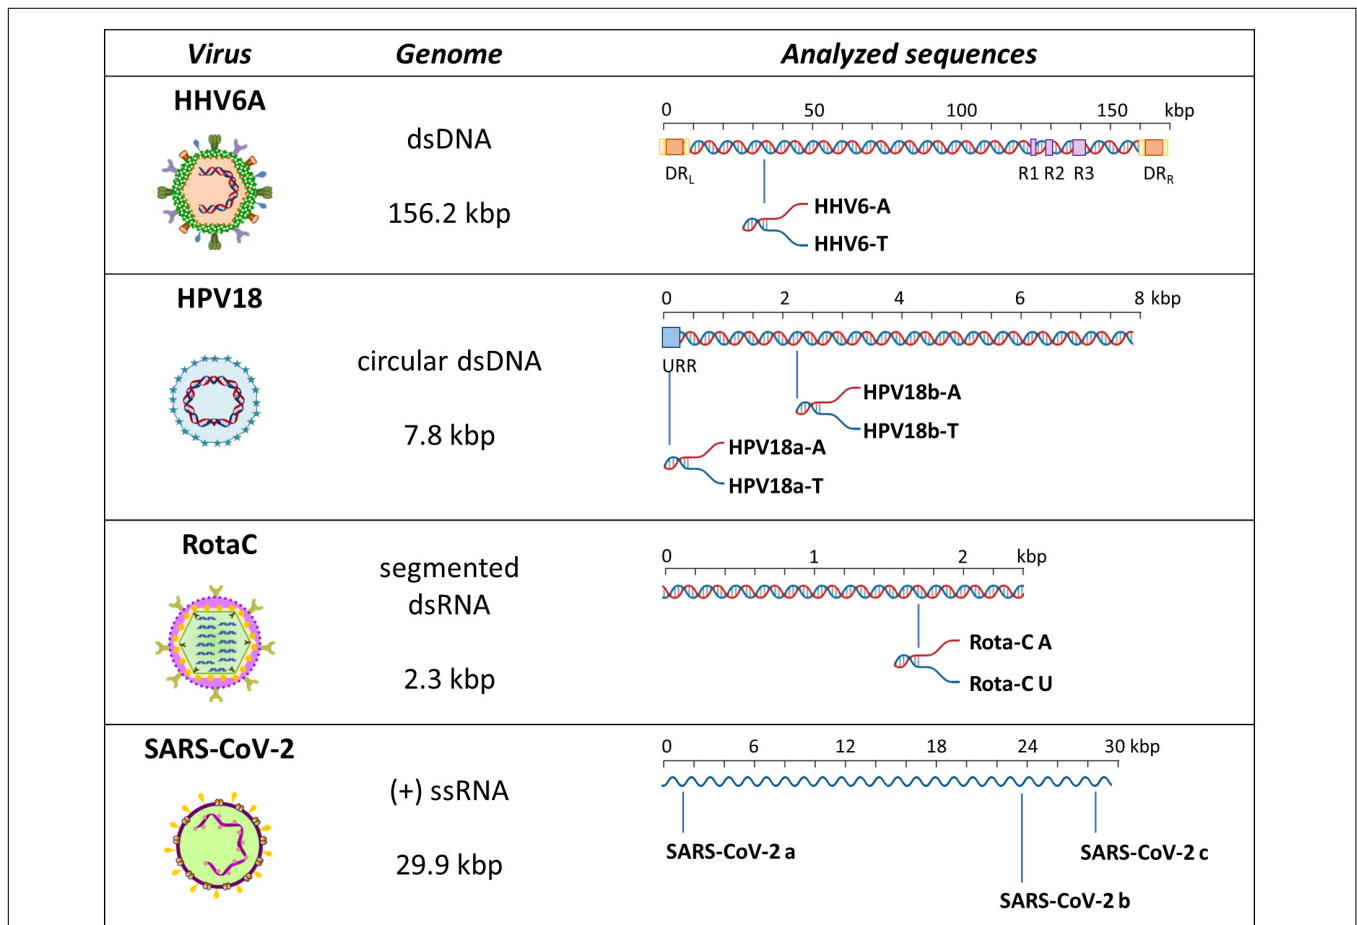 Virus Genome Analyzed sequences
HHV6A
dsDNA
156.2 kbp
0 50 100 150 kbp
DRL R1 R2 R3 DRR
HHV6-A
HHV6-T
HPV18
circular dsDNA
7.8 kbp
0 2 4 6 8 kbp
URR
HPV18b-A
HPV18b-T
HPV18a-A
HPV18a-T
RotaC
segmented
dsRNA
2.3 kbp
0 1 2 kbp
Rota-C A
Rota-C U
SARS-CoV-2
(+) ssRNA
29.9 kbp
0 6 12 18 24 30 kbp
SARS-CoV-2 a
SARS-CoV-2 c
SARS-CoV-2 b